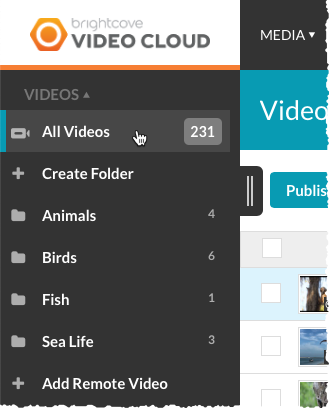 brightcove
VIDEO CLOUD
MEDIA
VIDEOS
Video
All Videos 231
Create Folder
Publis
Animals 4
Birds 6
Fish 1
Sea Life 3
Add Remote Video